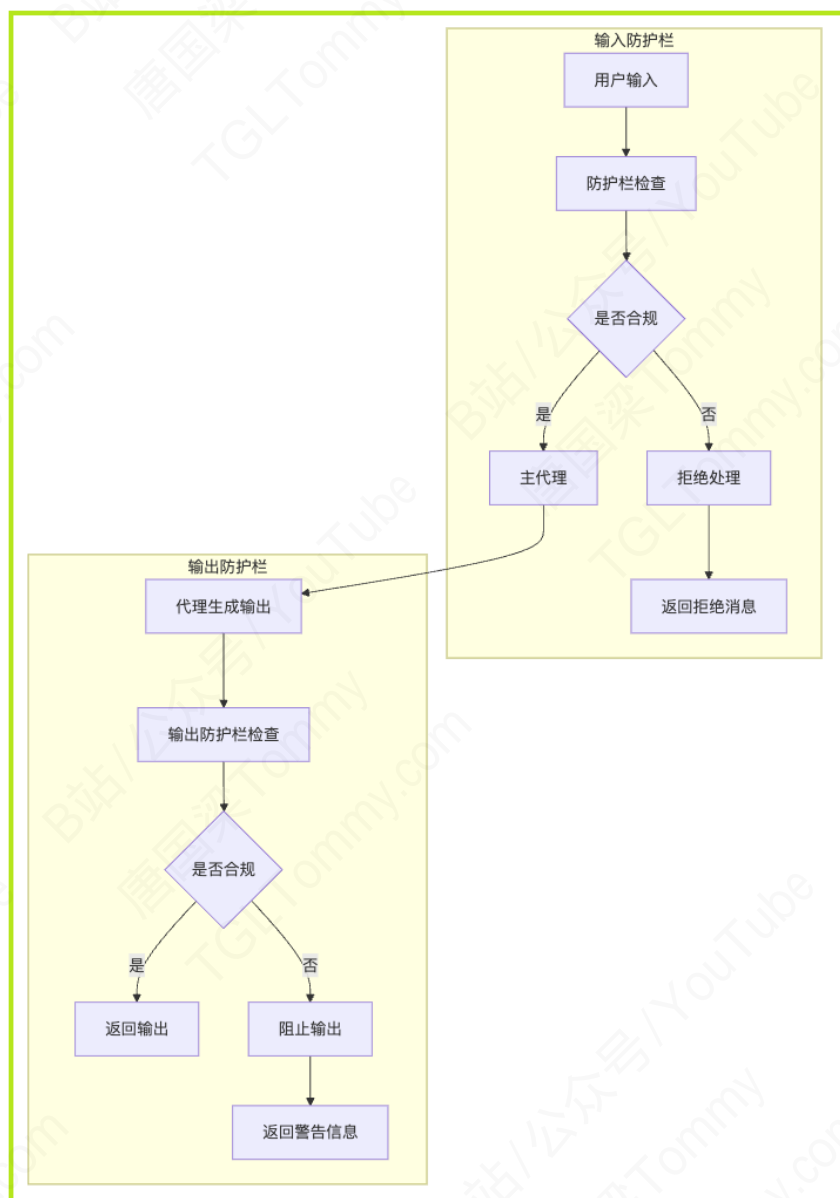 输入防护栏
用户输入
防护栏检查
是否合规
是
否
主代理
拒绝处理
返回拒绝消息
输出防护栏
代理生成输出
输出防护栏检查
是否合规
是
否
返回输出
阻止输出
返回警告信息
B站/公众号/YouTube
唐国梁Tommy
TGLTommy.com